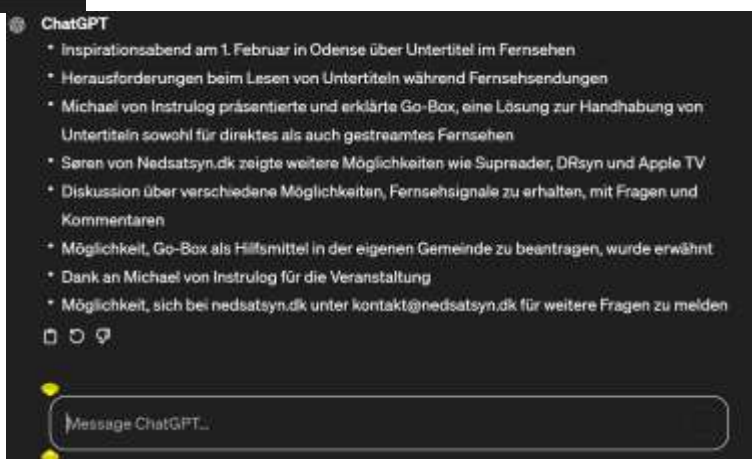 ChatGPT
• Inspirationsabend am 1. Februar in Odense über Untertitel im Fernsehen
• Herausforderungen beim Lesen von Untertiteln während Fernsehsendungen
• Michael von Instrulog präsentierte und erklärte Go-Box, eine Lösung zur Handhabung von
Untertiteln sowohl für direktes als auch gestreamtes Fernsehen
• Søren von Nedsatsyn.dk zeigte weitere Möglichkeiten wie Supreader, DRsyn und Apple TV
• Diskussion über verschiedene Möglichkeiten, Fernsehsignale zu erhalten, mit Fragen und
Kommentaren
• Möglichkeit, Go-Box als Hilfsmittel in der eigenen Gemeinde zu beantragen, wurde erwähnt
• Dank an Michael von Instrulog für die Veranstaltung
• Möglichkeit, sich bei nedsatsyn.dk unter kontakt@nedsatsyn.dk für weitere Fragen zu melden
Message ChatGPT...